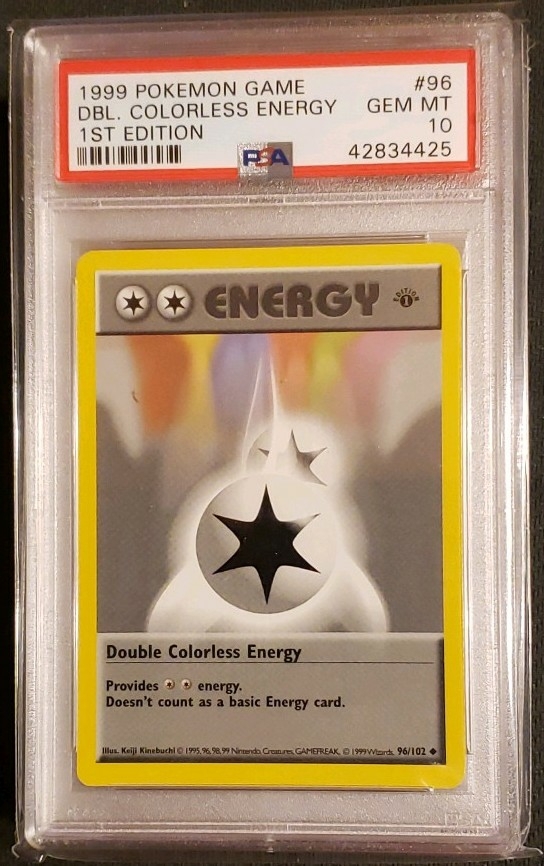 1999 POKEMON GAME #96
DBL. COLORLESS ENERGY GEM MT
1ST EDITION 10
PSA 42834425
ENERGY EDITION 1
Double Colorless Energy
Provides energy.
Doesn't count as a basic Energy card.
Illus. Keiji Kinebuchi © 1995, 96, 98, 99 Nintendo, Creatures, GAMEFREAK, © 1999 Wizards. 96/102